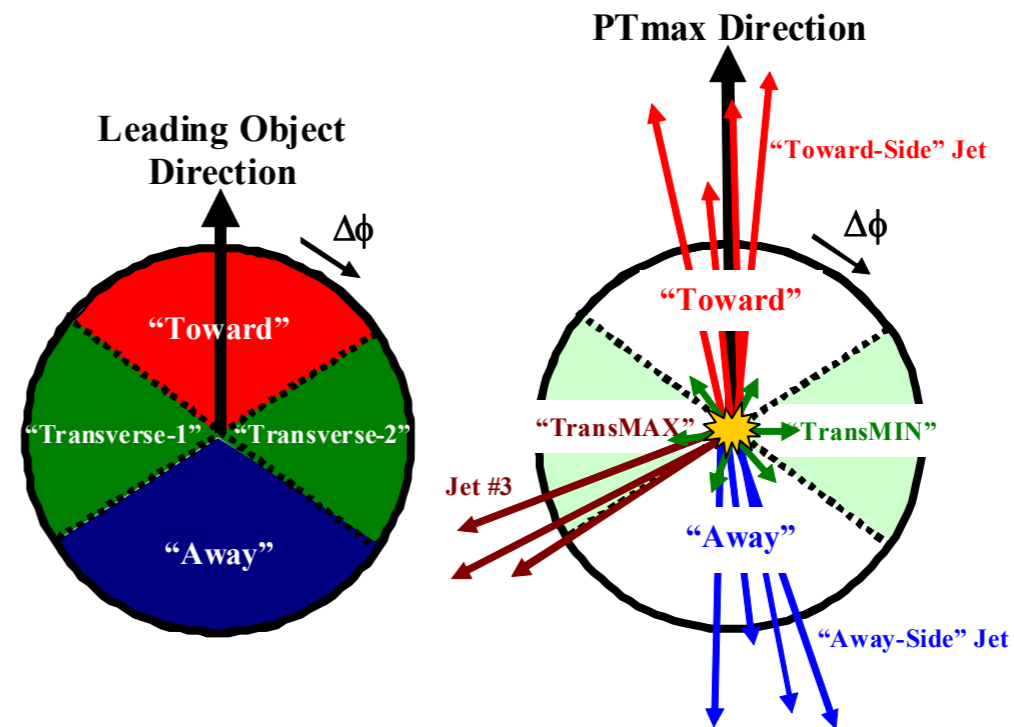 Leading Object
Direction
Δϕ
“Toward”
“Transverse-1”
“Transverse-2”
“Away”
PTmax Direction
“Toward-Side” Jet
Δϕ
“Toward”
“TransMAX”
“TransMIN”
Jet #3
“Away”
“Away-Side” Jet